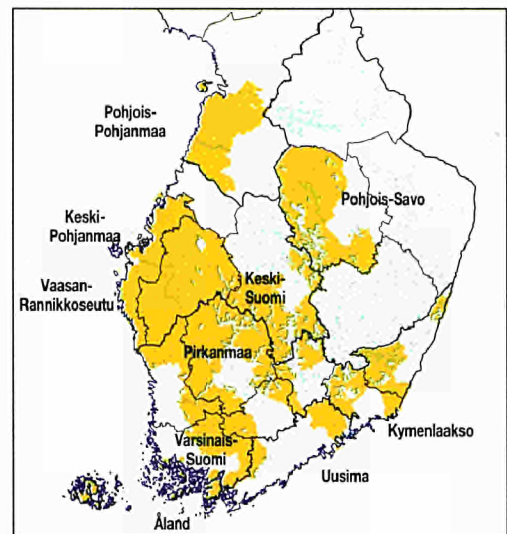 Pohjois-
Pohjanmaa
Pohjois-Savo
Keski-
Pohjanmaa
Vaasan-
Rannikkoseutu
Keski-
Suomi
Pirkanmaa
Varsinais-
Suomi
Kymenlaakso
Uusima
Åland